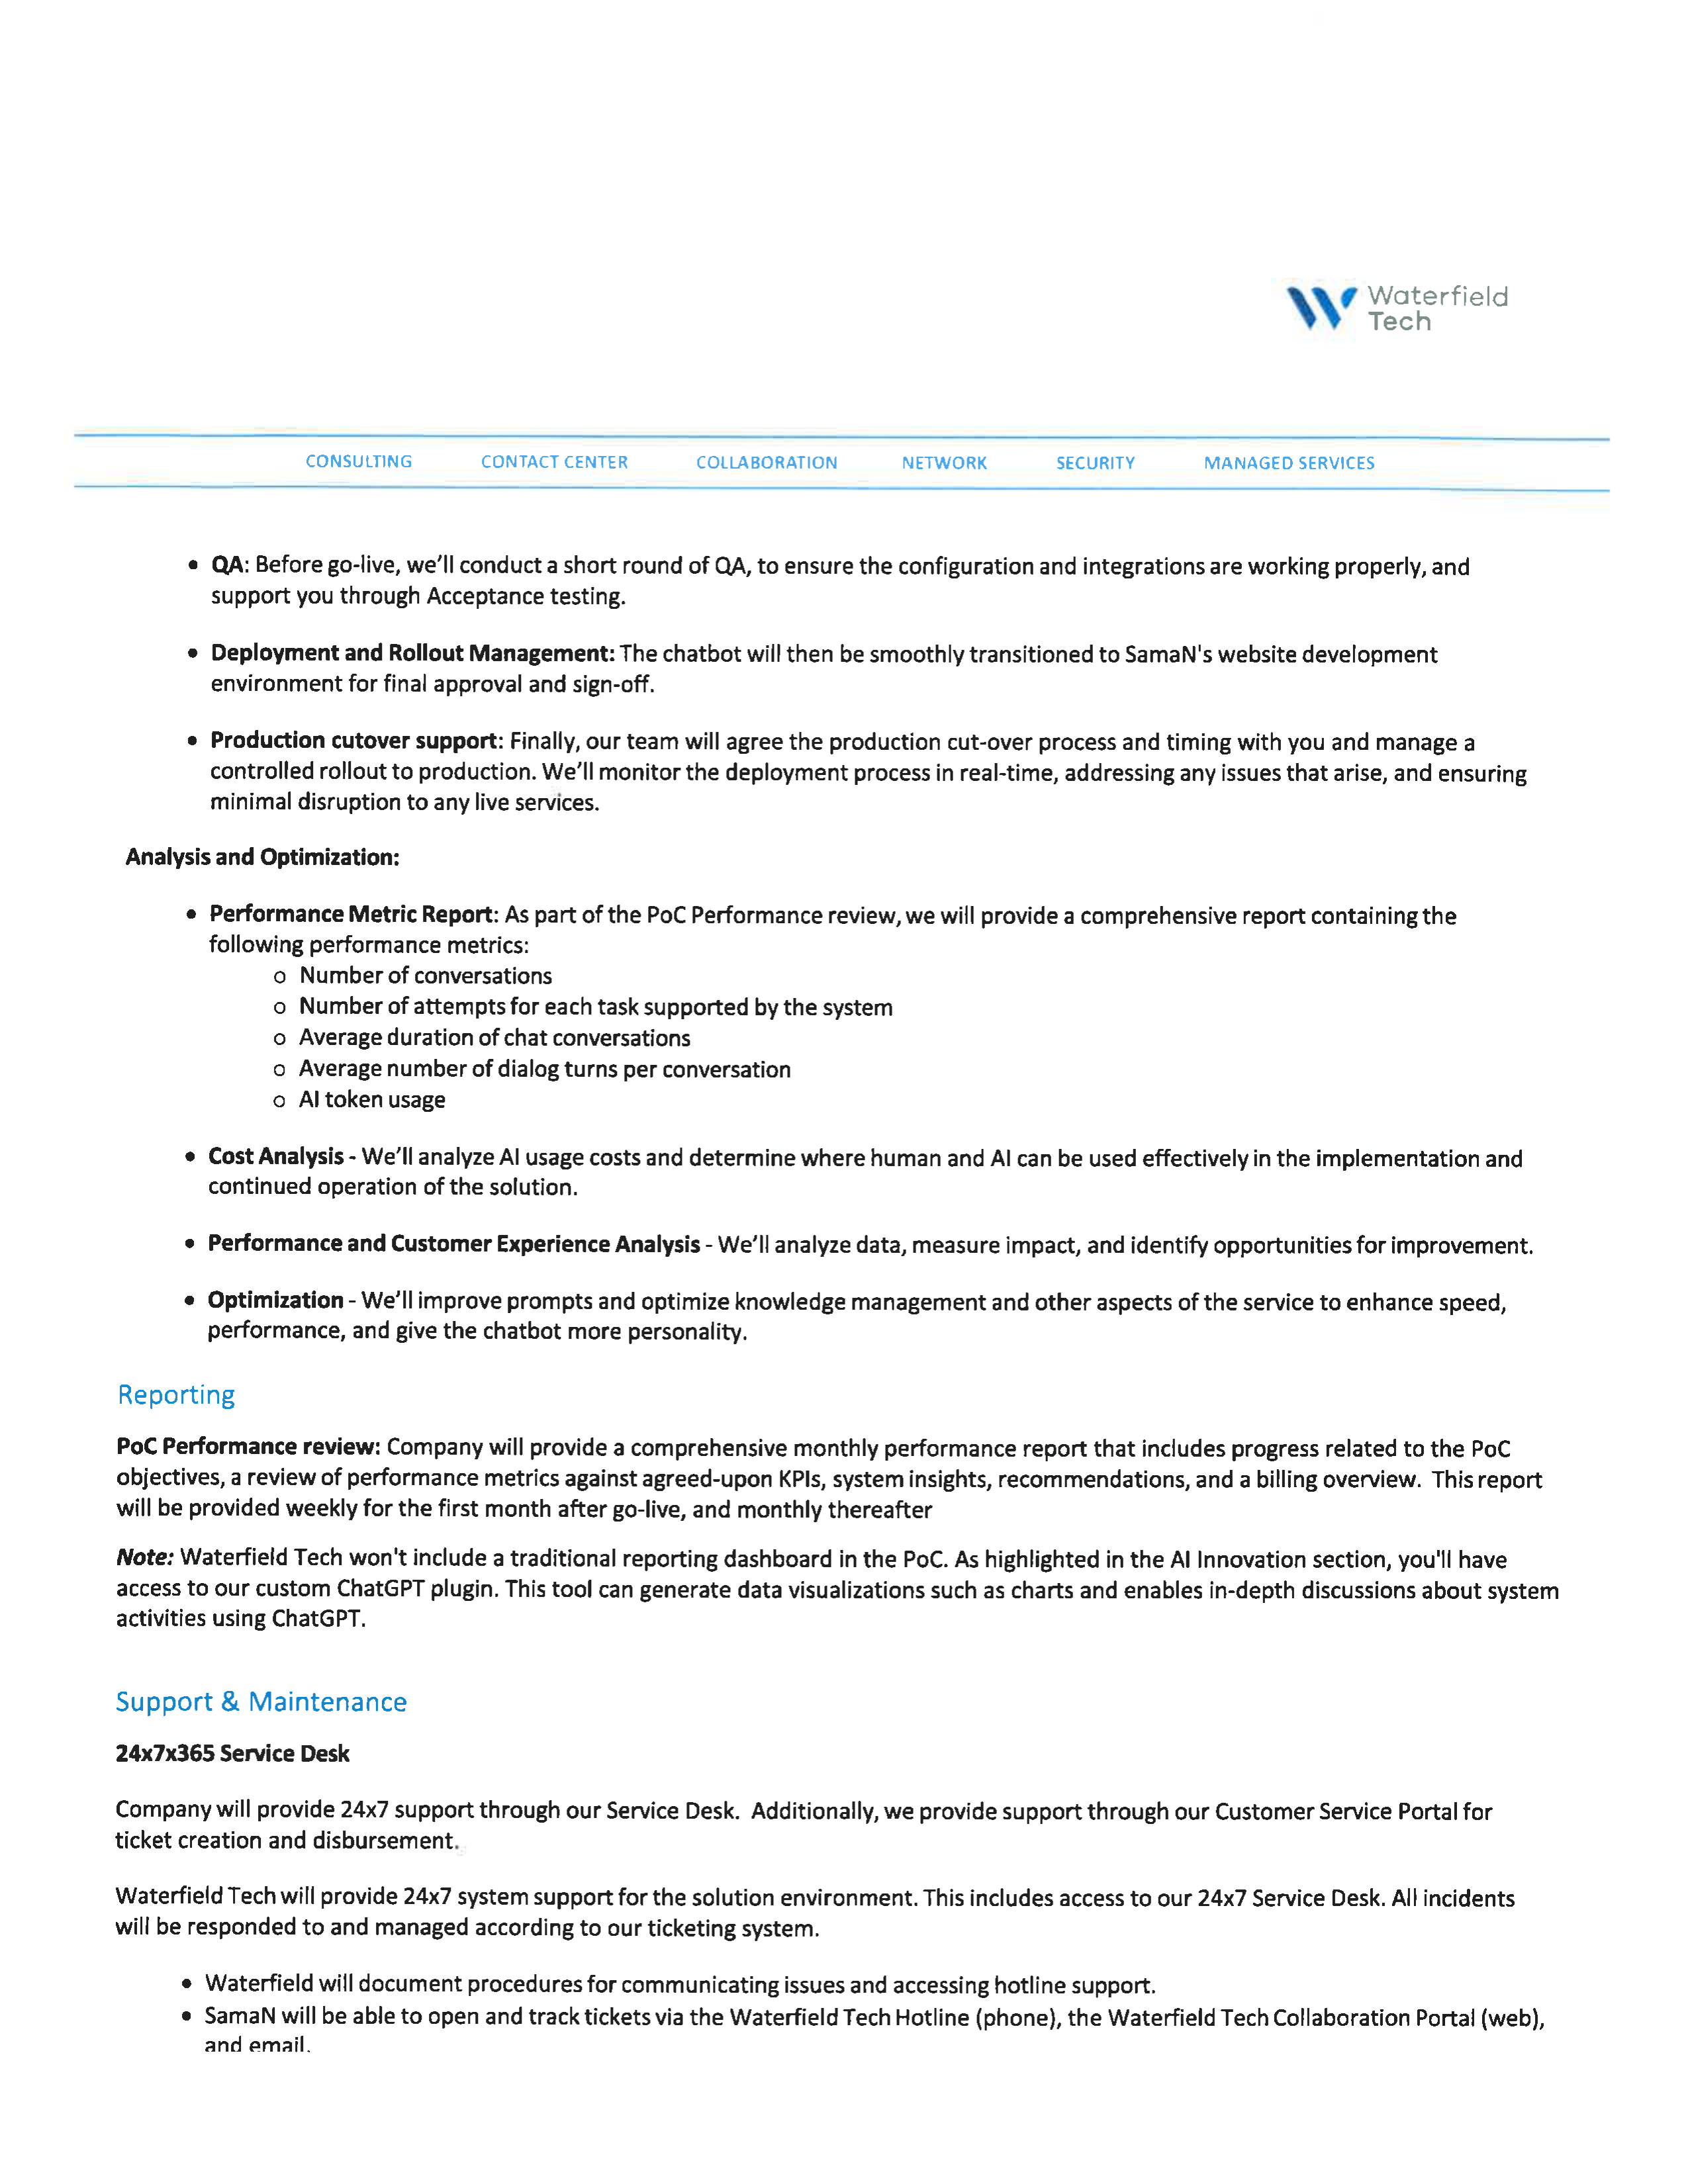 Waterfield
Tech
CONSULTING CONTACT CENTER COLLABORATION NETWORK SECURITY MANAGED SERVICES
• QA: Before go-live, we'll conduct a short round of QA, to ensure the configuration and integrations are working properly, and
support you through Acceptance testing.
• Deployment and Rollout Management: The chatbot will then be smoothly transitioned to SamaN's website development
environment for final approval and sign-off.
• Production cutover support: Finally, our team will agree the production cut-over process and timing with you and manage a
controlled rollout to production. We'll monitor the deployment process in real-time, addressing any issues that arise, and ensuring
minimal disruption to any live services.
Analysis and Optimization:
• Performance Metric Report: As part of the PoC Performance review, we will provide a comprehensive report containing the
following performance metrics:
o Number of conversations
o Number of attempts for each task supported by the system
o Average duration of chat conversations
o Average number of dialog turns per conversation
o AI token usage
• Cost Analysis - We'll analyze AI usage costs and determine where human and AI can be used effectively in the implementation and
continued operation of the solution.
• Performance and Customer Experience Analysis - We'll analyze data, measure impact, and identify opportunities for improvement.
• Optimization - We'll improve prompts and optimize knowledge management and other aspects of the service to enhance speed,
performance, and give the chatbot more personality.
Reporting
PoC Performance review: Company will provide a comprehensive monthly performance report that includes progress related to the PoC
objectives, a review of performance metrics against agreed-upon KPIs, system insights, recommendations, and a billing overview. This report
will be provided weekly for the first month after go-live, and monthly thereafter
Note: Waterfield Tech won't include a traditional reporting dashboard in the PoC. As highlighted in the AI Innovation section, you'll have
access to our custom ChatGPT plugin. This tool can generate data visualizations such as charts and enables in-depth discussions about system
activities using ChatGPT.
Support & Maintenance
24x7x365 Service Desk
Company will provide 24x7 support through our Service Desk. Additionally, we provide support through our Customer Service Portal for
ticket creation and disbursement.
Waterfield Tech will provide 24x7 system support for the solution environment. This includes access to our 24x7 Service Desk. All incidents
will be responded to and managed according to our ticketing system.
• Waterfield will document procedures for communicating issues and accessing hotline support.
• SamaN will be able to open and track tickets via the Waterfield Tech Hotline (phone), the Waterfield Tech Collaboration Portal (web),
and email.